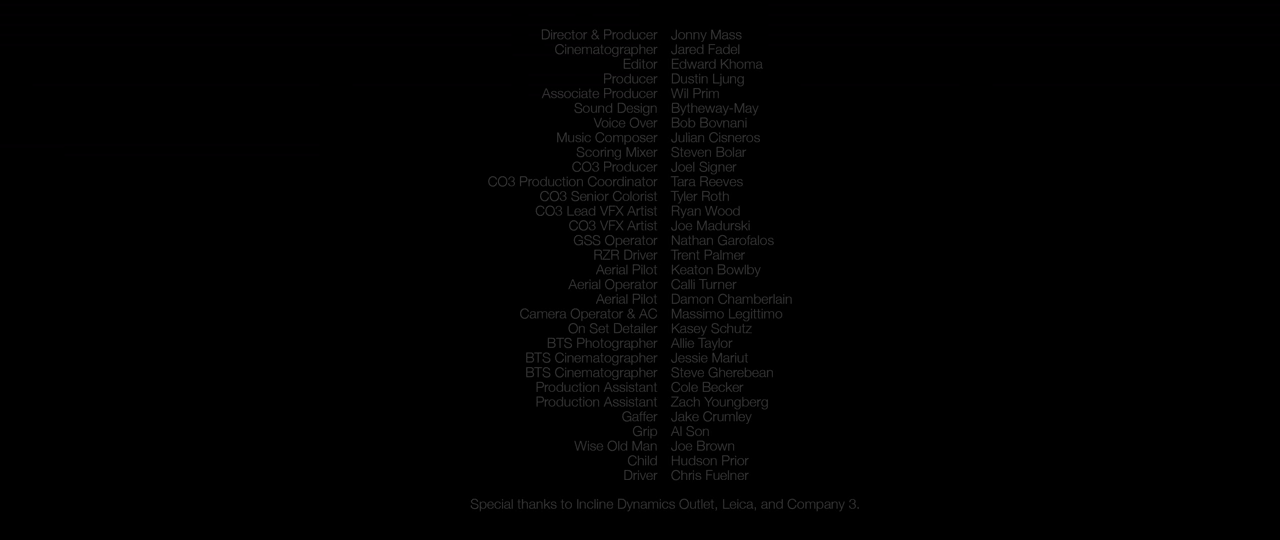 Director & Producer Jonny Mass
Cinematographer Jared Fadel
Editor Edward Khoma
Producer Dustin Ljung
Associate Producer Wil Prim
Sound Design Bytheway-May
Voice Over Bob Bovnani
Music Composer Julian Cisneros
Scoring Mixer Steven Bolar
CO3 Producer Joel Signer
CO3 Production Coordinator Tara Reeves
CO3 Senior Colorist Tyler Roth
CO3 Lead VFX Artist Ryan Wood
CO3 VFX Artist Joe Madurski
GSS Operator Nathan Garofalos
RZR Driver Trent Palmer
Aerial Pilot Keaton Bowlby
Aerial Operator Calli Turner
Aerial Pilot Damon Chamberlain
Camera Operator & AC Massimo Legittimo
On Set Detailer Kasey Schutz
BTS Photographer Allie Taylor
BTS Cinematographer Jessie Mariut
BTS Cinematographer Steve Gherebean
Production Assistant Cole Becker
Production Assistant Zach Youngberg
Gaffer Jake Crumley
Grip Al Son
Wise Old Man Joe Brown
Child Hudson Prior
Driver Chris Fuelner
Special thanks to Incline Dynamics Outlet, Leica, and Company 3.